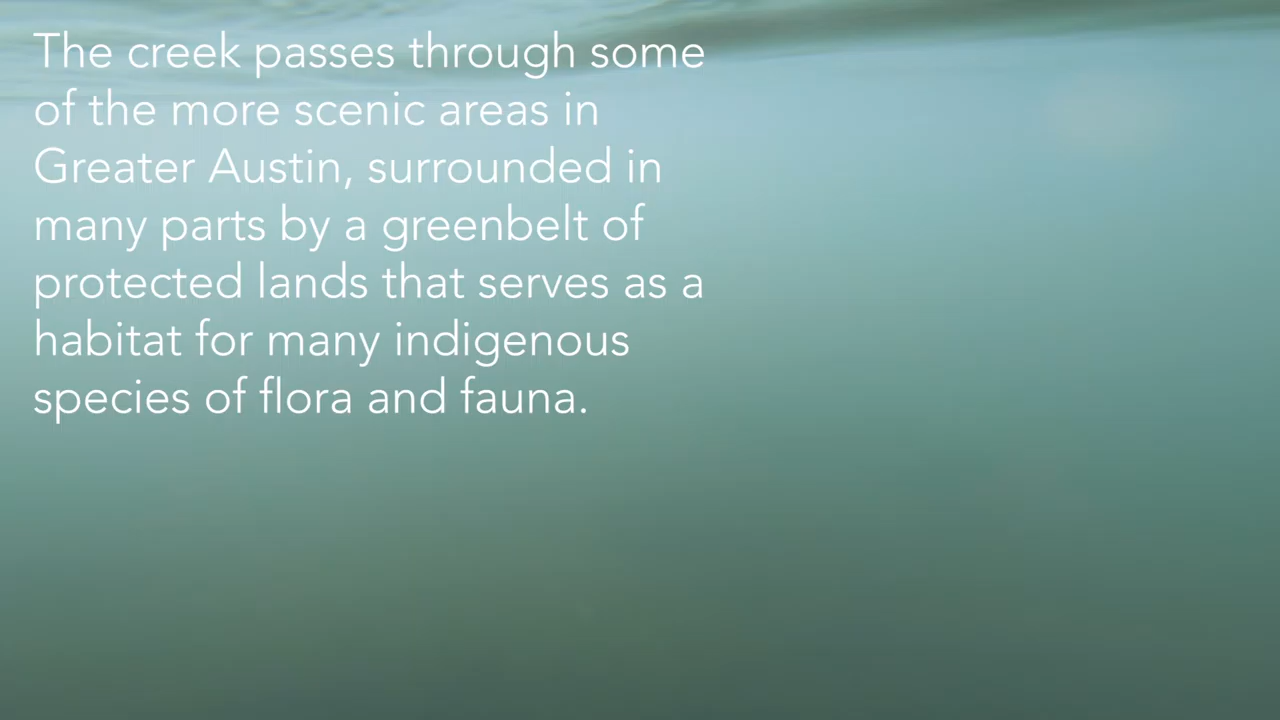 The creek passes through some
of the more scenic areas in
Greater Austin, surrounded in
many parts by a greenbelt of
protected lands that serves as a
habitat for many indigenous
species of flora and fauna.